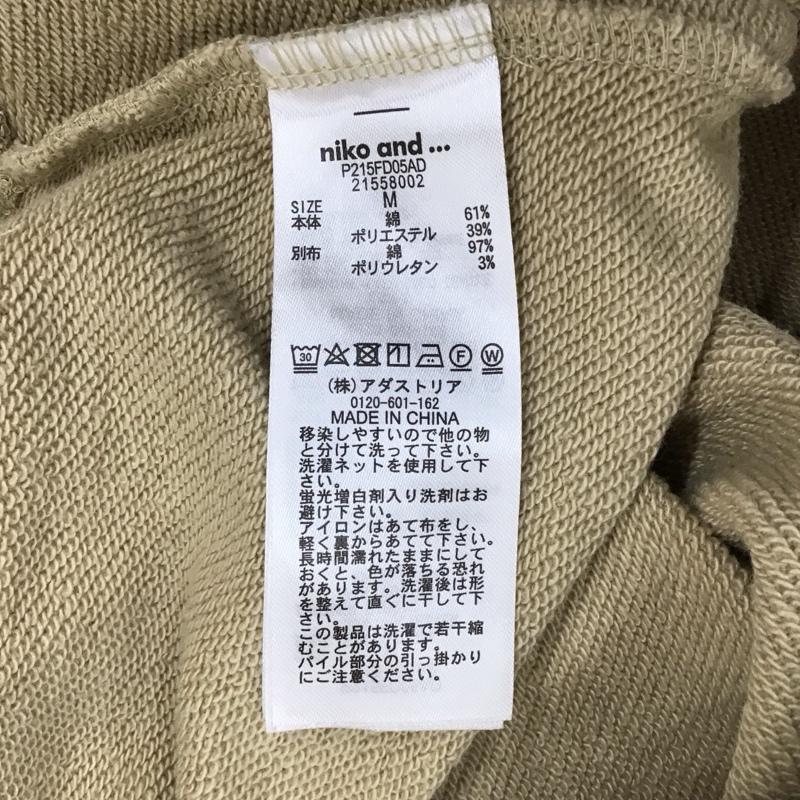 niko and ...
P215FD05AD
21558002
SIZE M
本体 綿 61%
ポリエステル 39%
別布 綿 97%
ポリウレタン 3%
30 F W
(株)アダストリア
0120-601-162
MADE IN CHINA
移染しやすいので他の物
と分けて洗って下さい。
洗濯ネットを使用して下
さい。
蛍光増白剤入り洗剤はお
避け下さい。
アイロンはあて布をし、
軽く裏からあてて下さい。
長時間濡れたままにして
おくと、色が落ちる恐れ
があります。洗濯後は形
を整えて直ぐに干して下
さい。
この製品は洗濯で若干縮
むことがあります。
パイル部分の引っ掛かり
にご注意ください。